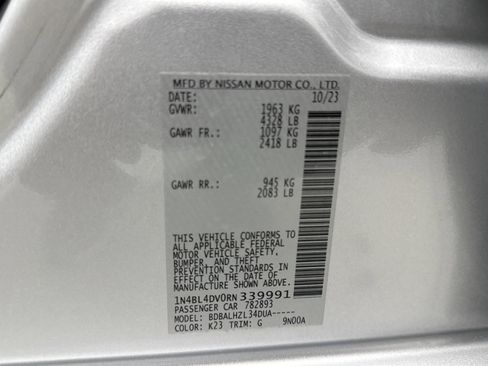 MFD BY NISSAN MOTOR CO., LTD.
DATE: 10/23
GVWR: 1963 KG
4328 LB
GAWR FR.: 1097 KG
2418 LB
GAWR RR.: 945 KG
2083 LB
THIS VEHICLE CONFORMS TO
ALL APPLICABLE FEDERAL
MOTOR VEHICLE SAFETY,
BUMPER, AND THEFT
PREVENTION STANDARDS
IN EFFECT ON THE DATE OF
MANUFACTURE SHOWN ABOVE.
1N4BL4DV0RN339991
PASSENGER CAR 782893
MODEL: BDBALHZL34DUA-----
COLOR: K23 TRIM: G 9N00A